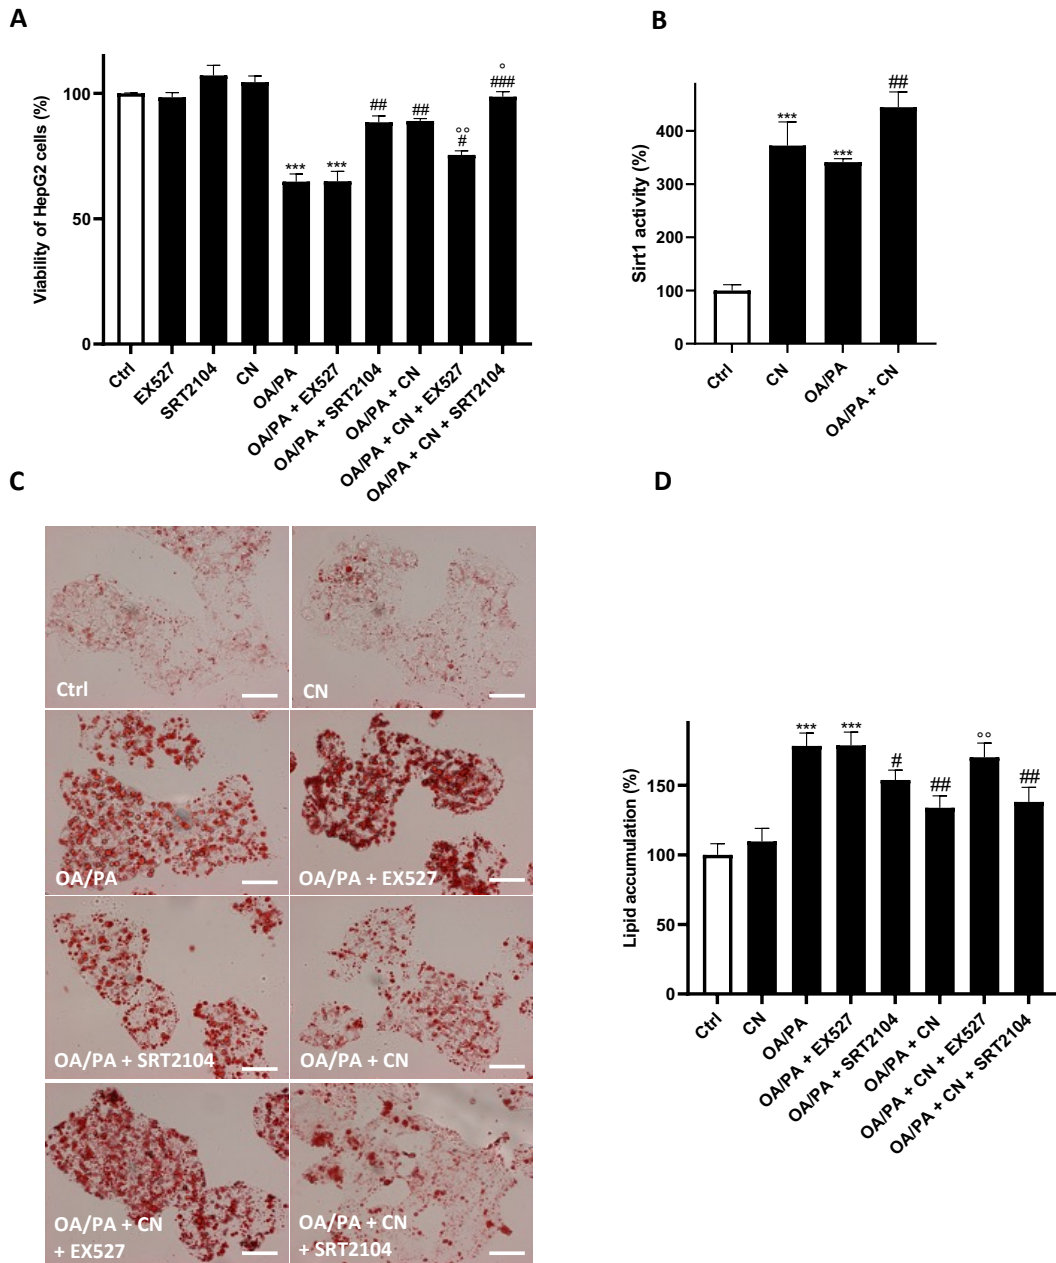 A
Viability of HepG2 cells (%)
100
50
0
***
***
##
##
°°
#
°
###
Ctrl
EX527
SRT2104
CN
OA/PA
OA/PA + EX527
OA/PA + SRT2104
OA/PA + CN
OA/PA + CN + EX527
OA/PA + CN + SRT2104
B
Sirt1 activity (%)
400
300
200
100
0
***
***
##
Ctrl
CN
OA/PA
OA/PA + CN
C
Ctrl
CN
OA/PA
OA/PA + EX527
OA/PA + SRT2104
OA/PA + CN
OA/PA + CN
+ EX527
OA/PA + CN
+ SRT2104
D
Lipid accumulation (%)
150
100
50
0
***
***
#
##
°°
##
Ctrl
CN
OA/PA
OA/PA + EX527
OA/PA + SRT2104
OA/PA + CN
OA/PA + CN + EX527
OA/PA + CN + SRT2104